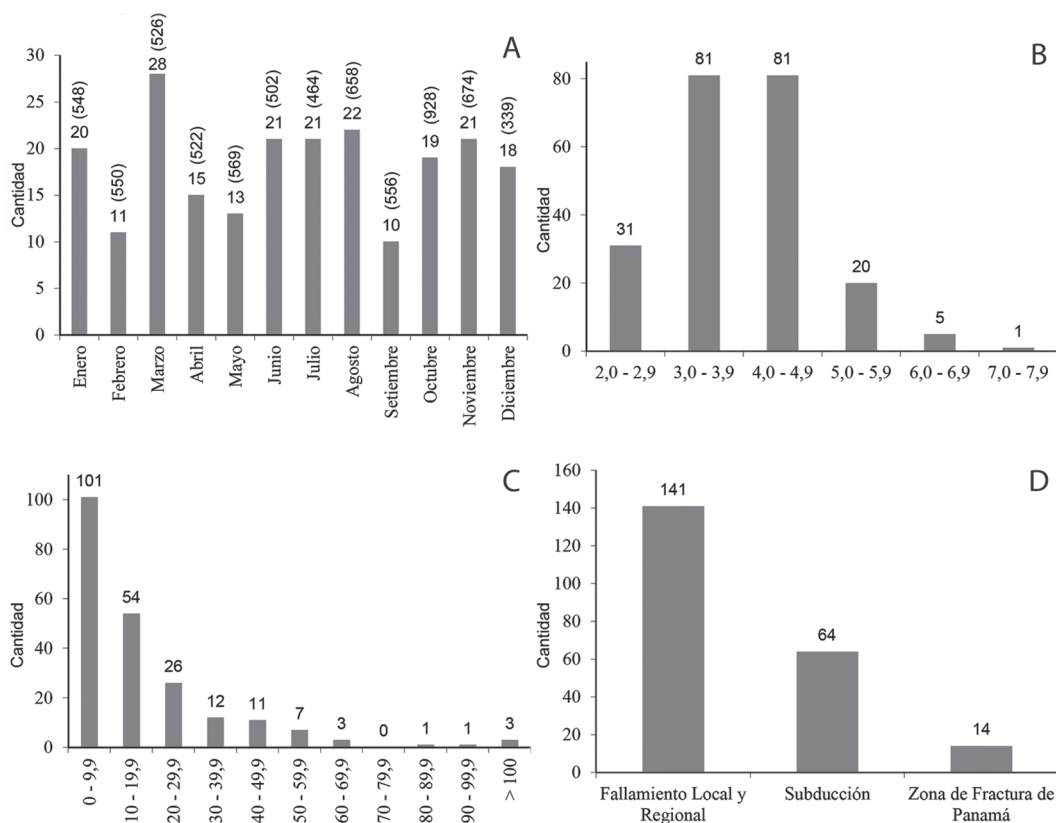 A
Cantidad
30
25
20
15
10
5
0
20 (548)
11 (550)
28 (526)
15 (522)
13 (569)
21 (502)
21 (464)
22 (658)
10 (556)
19 (928)
21 (674)
18 (339)
Enero
Febrero
Marzo
Abril
Mayo
Junio
Julio
Agosto
Setiembre
Octubre
Noviembre
Diciembre
B
Cantidad
80
60
40
20
0
31
81
81
20
5
1
2,0 - 2,9
3,0 - 3,9
4,0 - 4,9
5,0 - 5,9
6,0 - 6,9
7,0 - 7,9
C
Cantidad
100
80
60
40
20
0
101
54
26
12
11
7
3
0
1
1
3
0 - 9,9
10 - 19,9
20 - 29,9
30 - 39,9
40 - 49,9
50 - 59,9
60 - 69,9
70 - 79,9
80 - 89,9
90 - 99,9
> 100
D
Cantidad
160
140
120
100
80
60
40
20
0
141
64
14
Fallamiento Local y
Regional
Subducción
Zona de Fractura de
Panamá